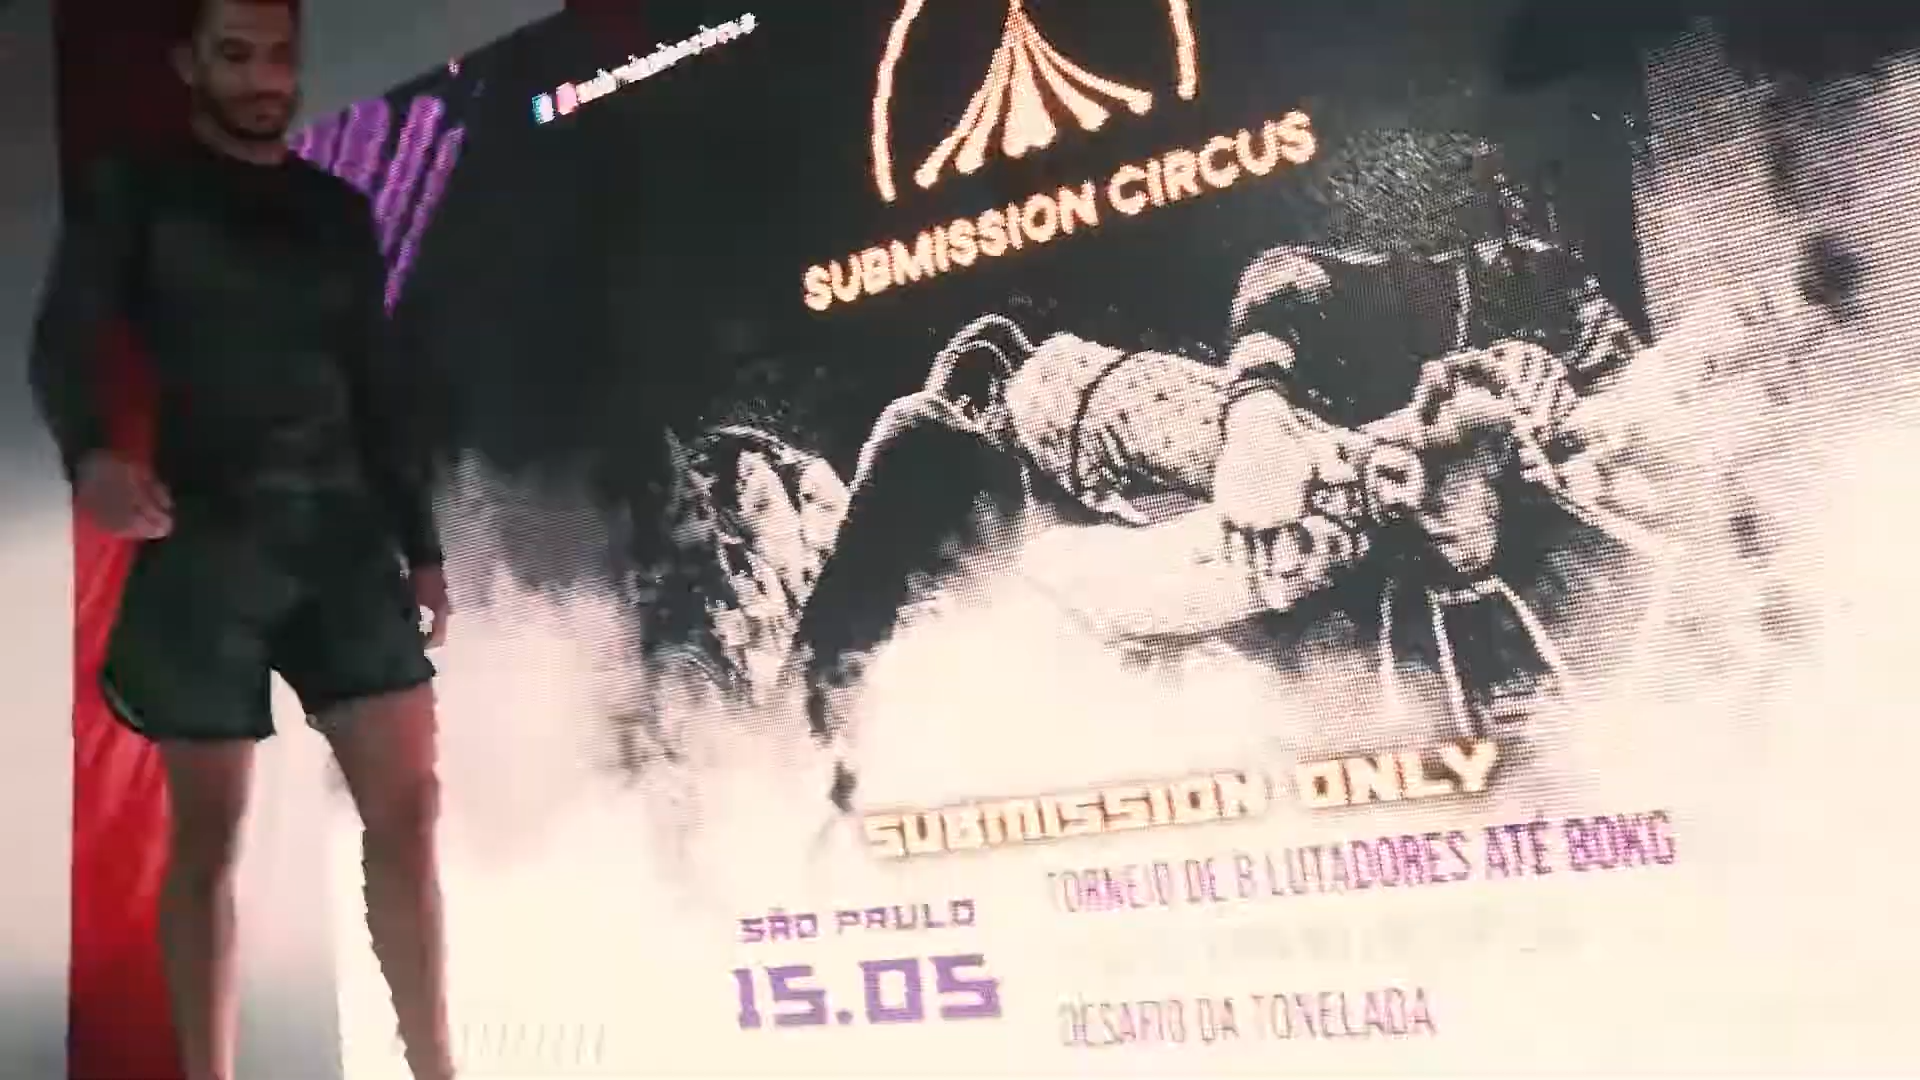 SUBMISSION CIRCUS
SUBMISSION ONLY
TORNEIO DE 8 LUTADORES ATÉ 80KG
SÃO PAULO
15.05
DESAFIO DA TONELADA